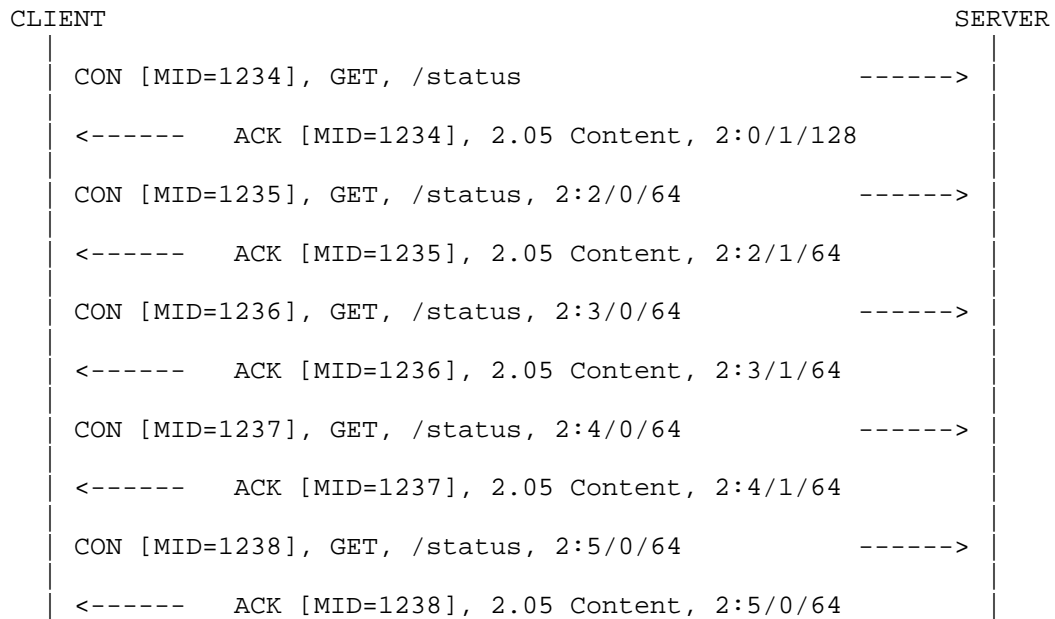 CLIENT SERVER
CON [MID=1234], GET, /status ------>
<------ ACK [MID=1234], 2.05 Content, 2:0/1/128
CON [MID=1235], GET, /status, 2:2/0/64 ------>
<------ ACK [MID=1235], 2.05 Content, 2:2/1/64
CON [MID=1236], GET, /status, 2:3/0/64 ------>
<------ ACK [MID=1236], 2.05 Content, 2:3/1/64
CON [MID=1237], GET, /status, 2:4/0/64 ------>
<------ ACK [MID=1237], 2.05 Content, 2:4/1/64
CON [MID=1238], GET, /status, 2:5/0/64 ------>
<------ ACK [MID=1238], 2.05 Content, 2:5/0/64